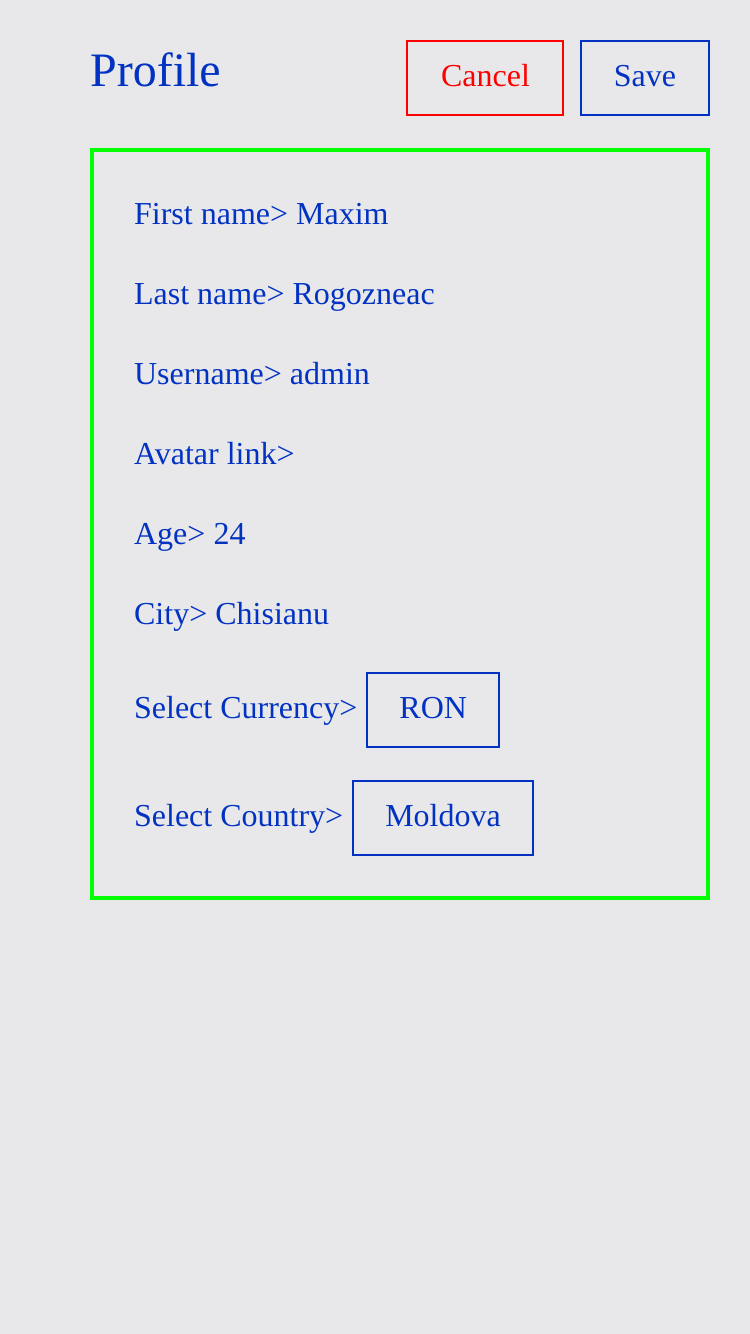 Profile
Cancel
Save
First name> Maxim
Last name> Rogozneac
Username> admin
Avatar link>
Age> 24
City> Chisianu
Select Currency> RON
Select Country> Moldova